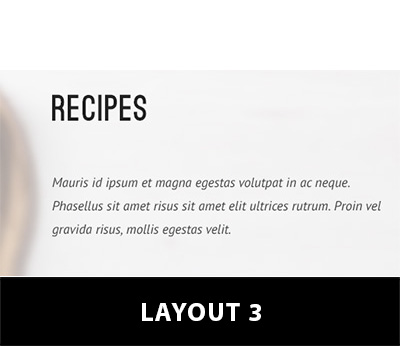 RECIPES
Mauris id ipsum et magna egestas volutpat in ac neque.
Phasellus sit amet risus sit amet elit ultrices rutrum. Proin vel
gravida risus, mollis egestas velit.
LAYOUT 3